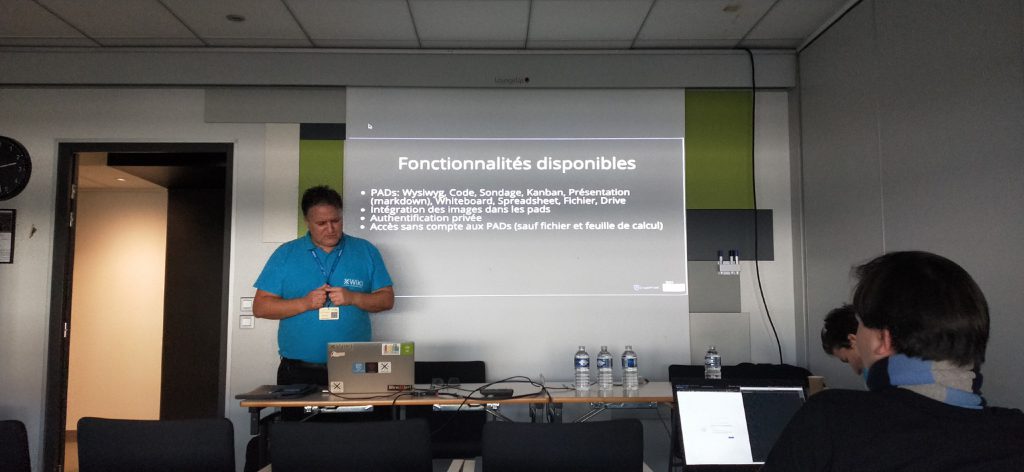 Fonctionnalités disponibles
• PADs: Wysiwyg, Code, Sondage, Kanban, Présentation
(markdown), Whiteboard, Spreadsheet, Fichier, Drive
• Intégration des images dans les pads
• Authentification privée
• Accès sans compte aux PADs (sauf fichier et feuille de calcul)
XWiki